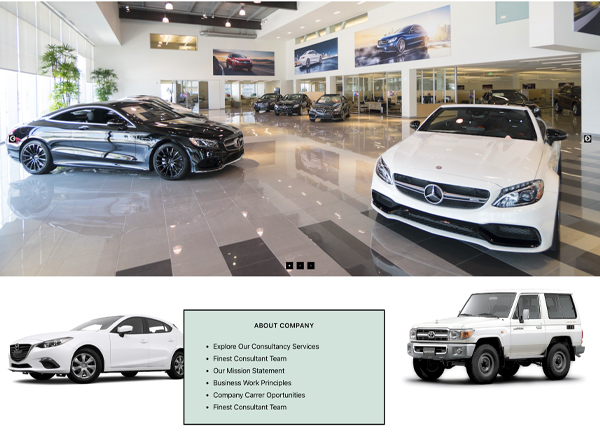 ABOUT COMPANY
Explore Our Consultancy Services
Finest Consultant Team
Our Mission Statement
Business Work Principles
Company Carrer Oportunities
Finest Consultant Team